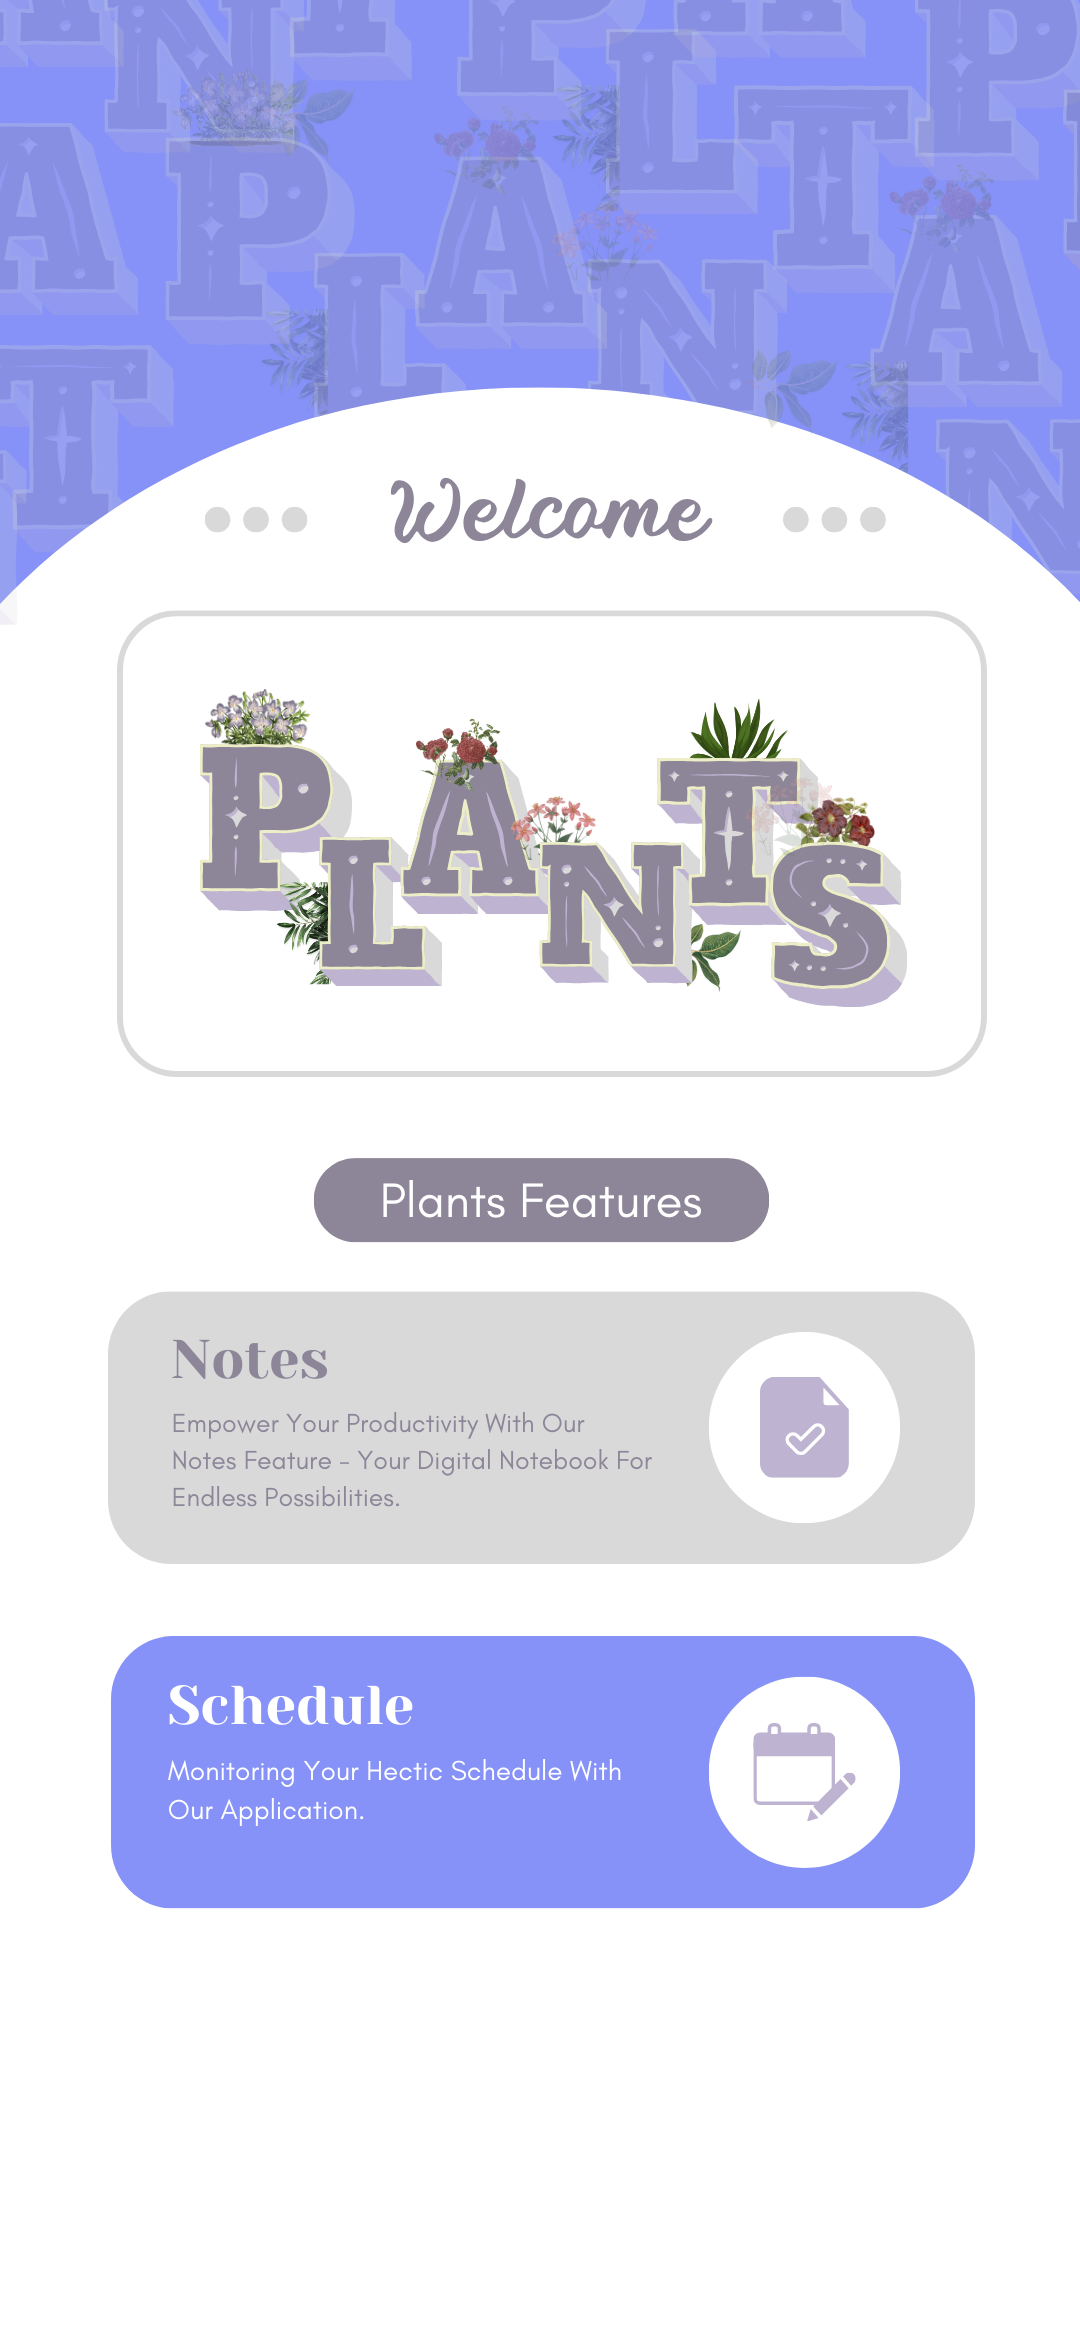 Welcome
PLANTS
Plants Features
Notes
Empower Your Productivity With Our
Notes Feature - Your Digital Notebook For
Endless Possibilities.
Schedule
Monitoring Your Hectic Schedule With
Our Application.